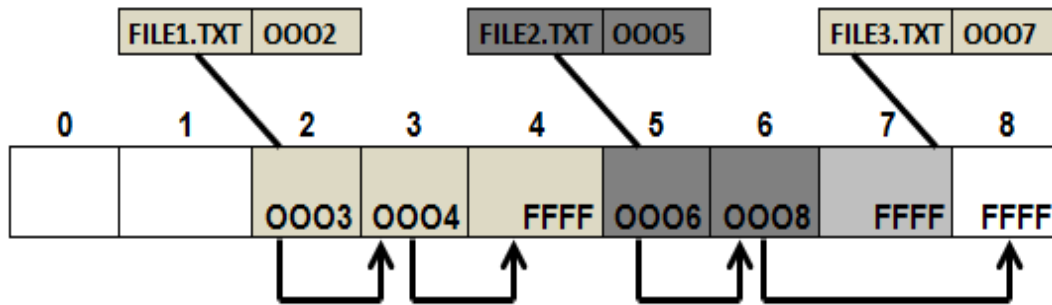 FILE1.TXT OOO2 FILE2.TXT OOO5 FILE3.TXT OOO7
0 1 2 3 4 5 6 7 8
OOO3 OOO4 FFFF OOO6 OOO8 FFFF FFFF